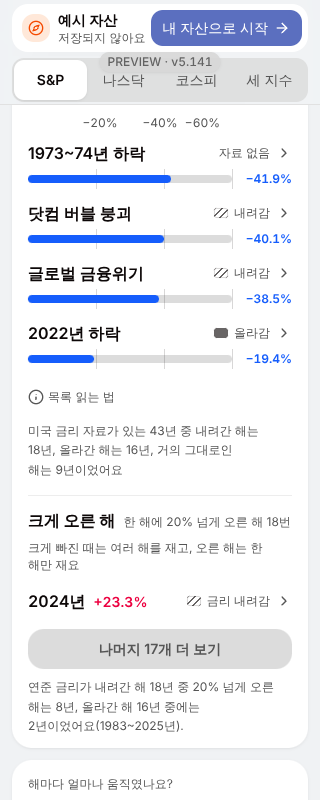 예시 자산
저장되지 않아요
내 자산으로 시작 →
PREVIEW · v5.141
S&P 나스닥 코스피 세 지수
−20% −40% −60%
1973~74년 하락 자료 없음
−41.9%
닷컴 버블 붕괴 내려감
−40.1%
글로벌 금융위기 내려감
−38.5%
2022년 하락 올라감
−19.4%
목록 읽는 법
미국 금리 자료가 있는 43년 중 내려간 해는
18년, 올라간 해는 16년, 거의 그대로인
해는 9년이었어요
크게 오른 해 한 해에 20% 넘게 오른 해 18번
크게 빠진 때는 여러 해를 재고, 오른 해는 한
해만 재요
2024년 +23.3% 금리 내려감
나머지 17개 더 보기
연준 금리가 내려간 해 18년 중 20% 넘게 오른
해는 8년, 올라간 해 16년 중에는
2년이었어요(1983~2025년).
해마다 얼마나 움직였나요?